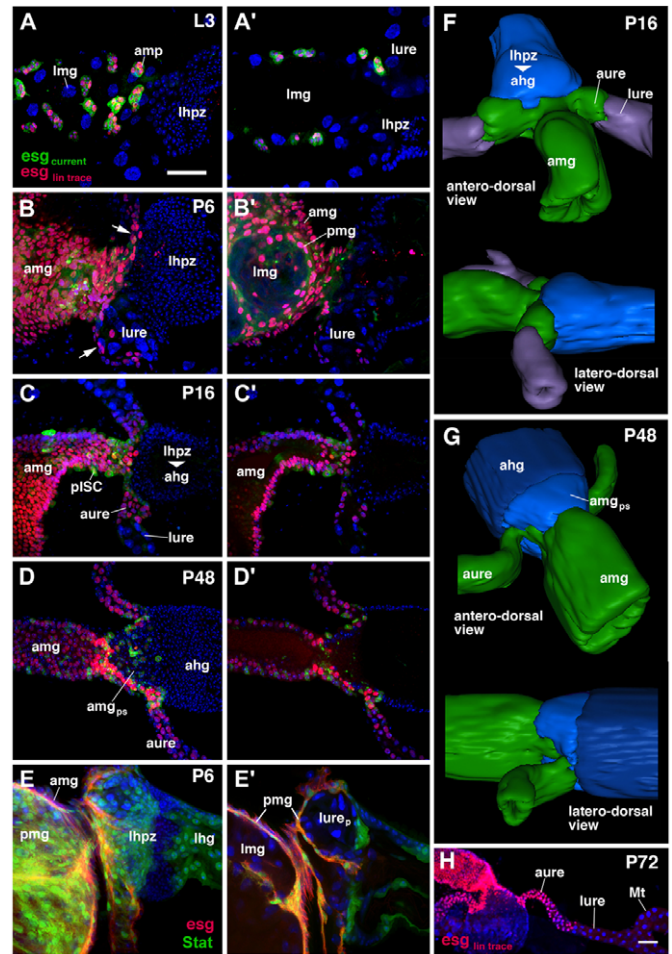 A L3
amp
lmg
lhpz
esg current
esg lin trace
A'
lure
lmg
lhpz
B P6
lhpz
amg
lure
B'
amg
pmg
lmg
lure
C P16
amg
pISC
lhpz
ahg
aure
lure
C'
amg
D P48
amg
ahg
amgps
aure
D'
E P6
amg
pmg
lhpz
lhg
esg
Stat
E'
pmg
lurep
lmg
F P16
lhpz
ahg
aure
lure
amg
antero-dorsal
view
latero-dorsal
view
G P48
ahg
amgps
aure
amg
antero-dorsal
view
latero-dorsal
view
H P72
aure
lure
Mt
esg lin trace